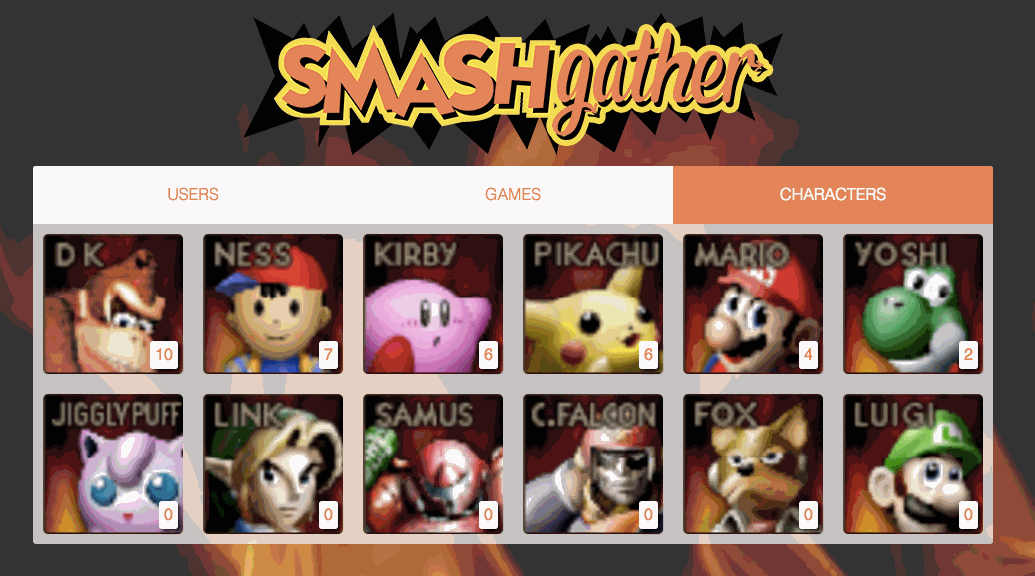 SMASHgather
USERS GAMES CHARACTERS
DK NESS KIRBY PIKACHU MARIO YOSHI
10 7 6 6 4 2
JIGGLYPUFF LINK SAMUS C.FALCON FOX LUIGI
0 0 0 0 0 0